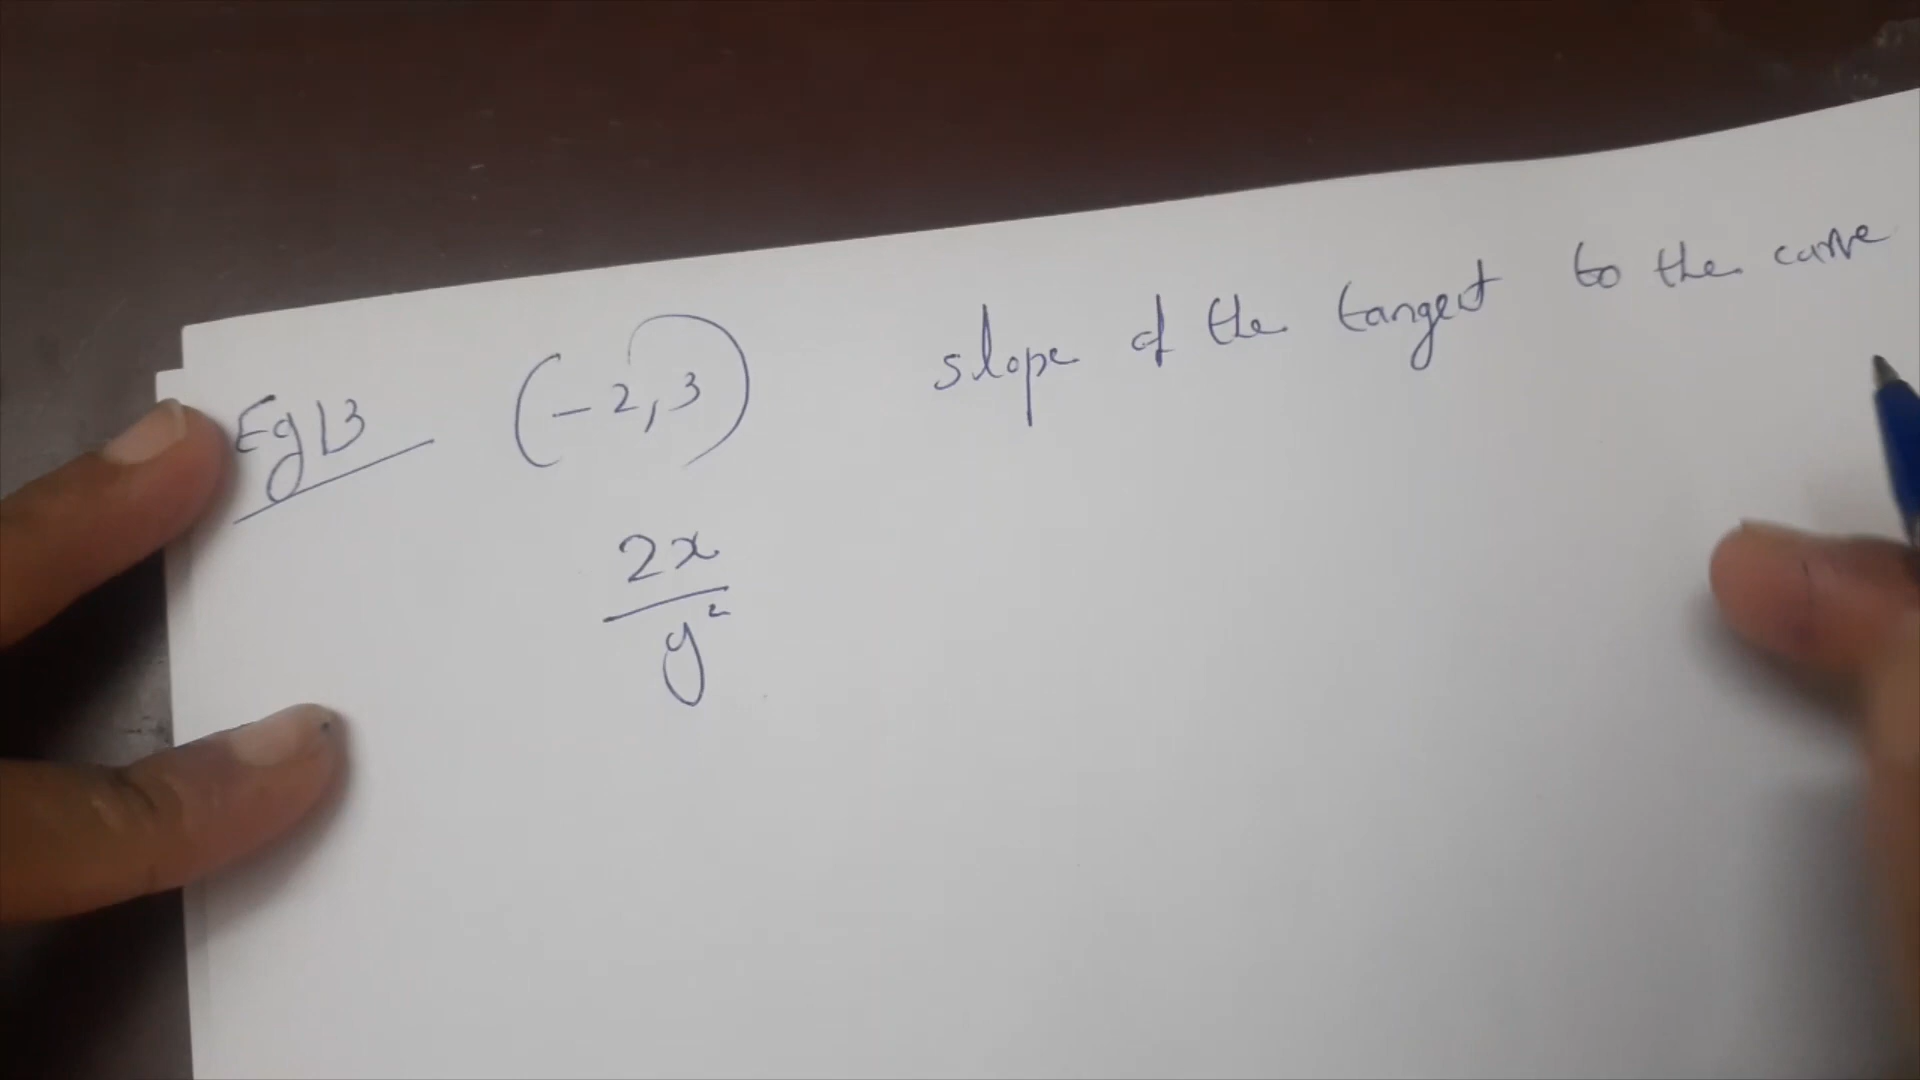 Eg 13 (-2, 3) slope of the tangent to the curve
2x
y²